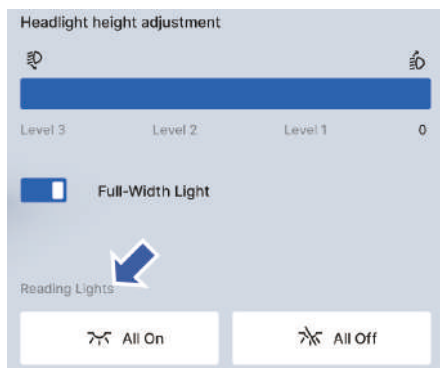 Headlight height adjustment
Level 3 Level 2 Level 1 0
Full-Width Light
Reading Lights
All On All Off